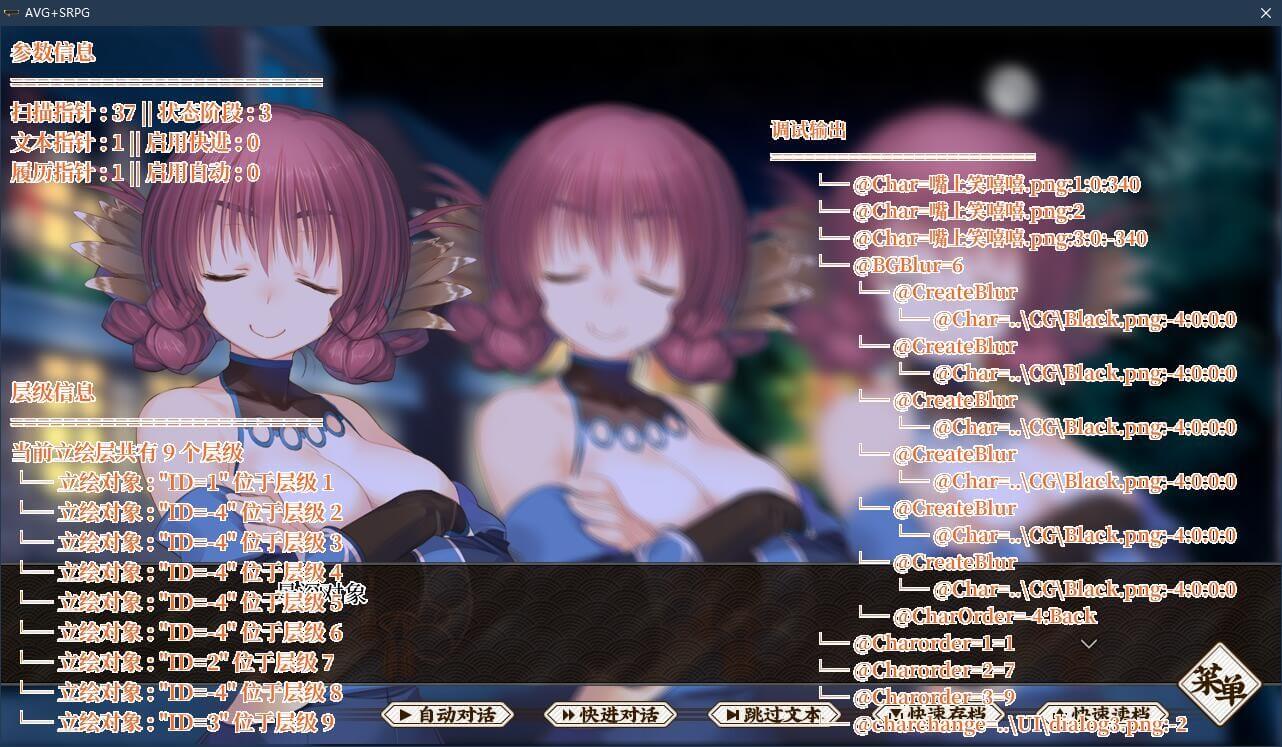 AVG+SRPG
参数信息
扫描指针 : 37 || 状态阶段 : 3
文本指针 : 1 || 启用快进 : 0
履历指针 : 1 || 启用自动 : 0
调试输出
└── @Char=嘴上笑嘻嘻.png:1:0:340
└── @Char=嘴上笑嘻嘻.png:2
└── @Char=嘴上笑嘻嘻.png:3:0:-340
└── @BGBlur=6
└── @CreateBlur
└── @Char=..\CG\Black.png:-4:0:0:0
└── @CreateBlur
└── @Char=..\CG\Black.png:-4:0:0:0
└── @CreateBlur
└── @Char=..\CG\Black.png:-4:0:0:0
└── @CreateBlur
└── @Char=..\CG\Black.png:-4:0:0:0
└── @CreateBlur
└── @Char=..\CG\Black.png:-4:0:0:0
└── @CreateBlur
└── @Char=..\CG\Black.png:-4:0:0:0
└── @CharOrder=-4:Back
└── @Charorder=1=1
└── @Charorder=2=7
└── @Charorder=3=9
└── @charchange=..\UI\dialog3.png:-2
层级信息
当前立绘层共有 9 个层级
└── 立绘对象 : "ID=1" 位于层级 1
└── 立绘对象 : "ID=-4" 位于层级 2
└── 立绘对象 : "ID=-4" 位于层级 3
└── 立绘对象 : "ID=-4" 位于层级 4
└── 立绘对象 : "ID=-4" 位于层级 5
└── 立绘对象 : "ID=-4" 位于层级 6
└── 立绘对象 : "ID=2" 位于层级 7
└── 立绘对象 : "ID=-4" 位于层级 8
└── 立绘对象 : "ID=3" 位于层级 9
对象
自动对话
快进对话
跳过文本
快速存档
快速读档
菜单